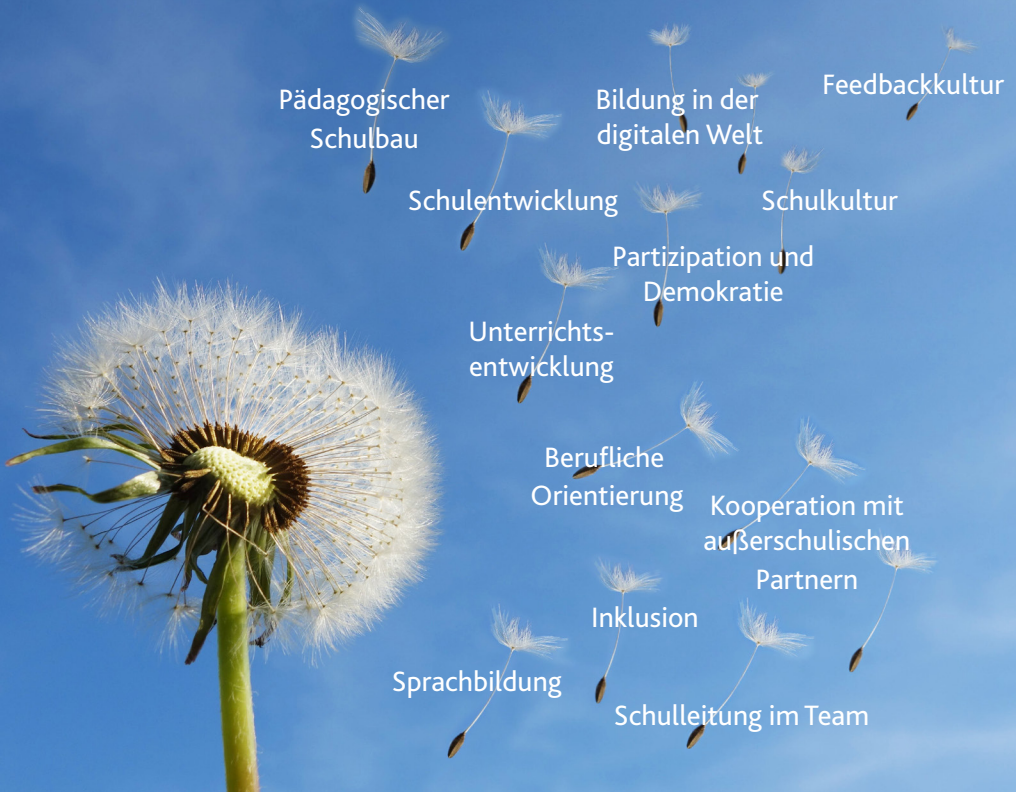 Pädagogischer
Schulbau
Bildung in der
digitalen Welt
Feedbackkultur
Schulentwicklung
Schulkultur
Partizipation und
Demokratie
Unterrichts-
entwicklung
Berufliche
Orientierung
Kooperation mit
außerschulischen
Partnern
Inklusion
Sprachbildung
Schulleitung im Team